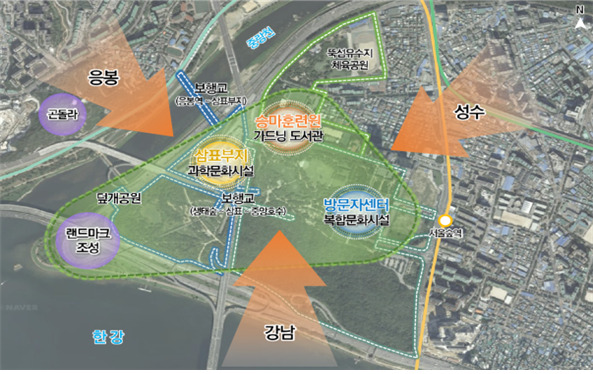 N
중랑천
뚝섬유수지
체육공원
응봉
보행교
(응봉역-삼표부지)
곤돌라
승마훈련원
가드닝 도서관
성수
삼표부지
과학문화시설
덮개공원
보행교
(생태숲-삼표-중앙호수)
방문자센터
복합문화시설
서울숲역
랜드마크
조성
강남
한강